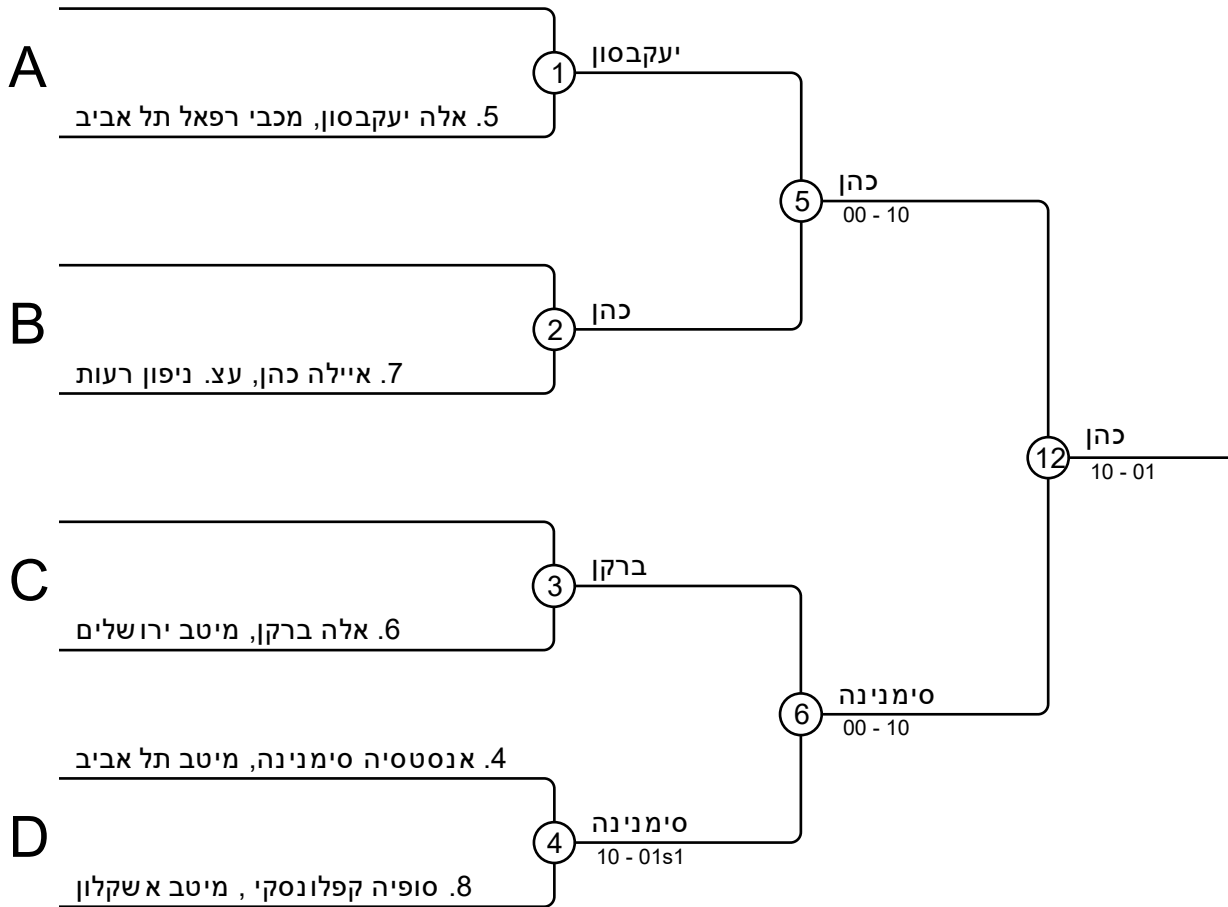 A
1
יעקבסון
5. אלה יעקבסון, מכבי רפאל תל אביב
5
כהן
00 - 10
B
2
כהן
7. איילה כהן, עצ. ניפון רעות
12
כהן
10 - 01
C
3
ברקן
6. אלה ברקן, מיטב ירושלים
6
סימנינה
00 - 10
4. אנסטסיה סימנינה, מיטב תל אביב
D
4
סימנינה
10 - 01s1
8. סופיה קפלונסקי , מיטב אשקלון